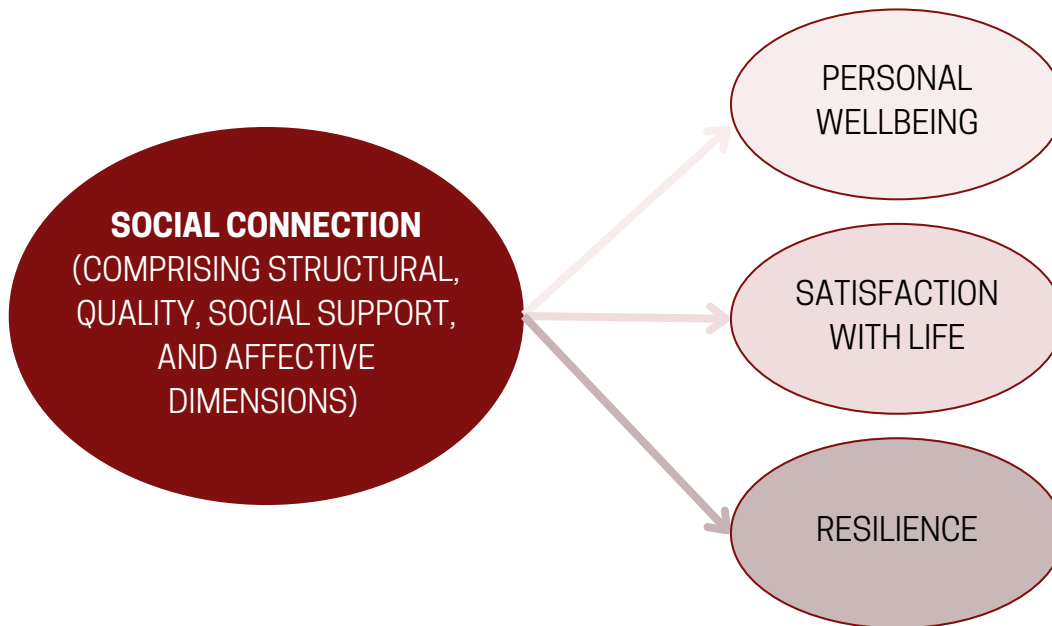 SOCIAL CONNECTION
(COMPRISING STRUCTURAL,
QUALITY, SOCIAL SUPPORT,
AND AFFECTIVE
DIMENSIONS)
PERSONAL
WELLBEING
SATISFACTION
WITH LIFE
RESILIENCE